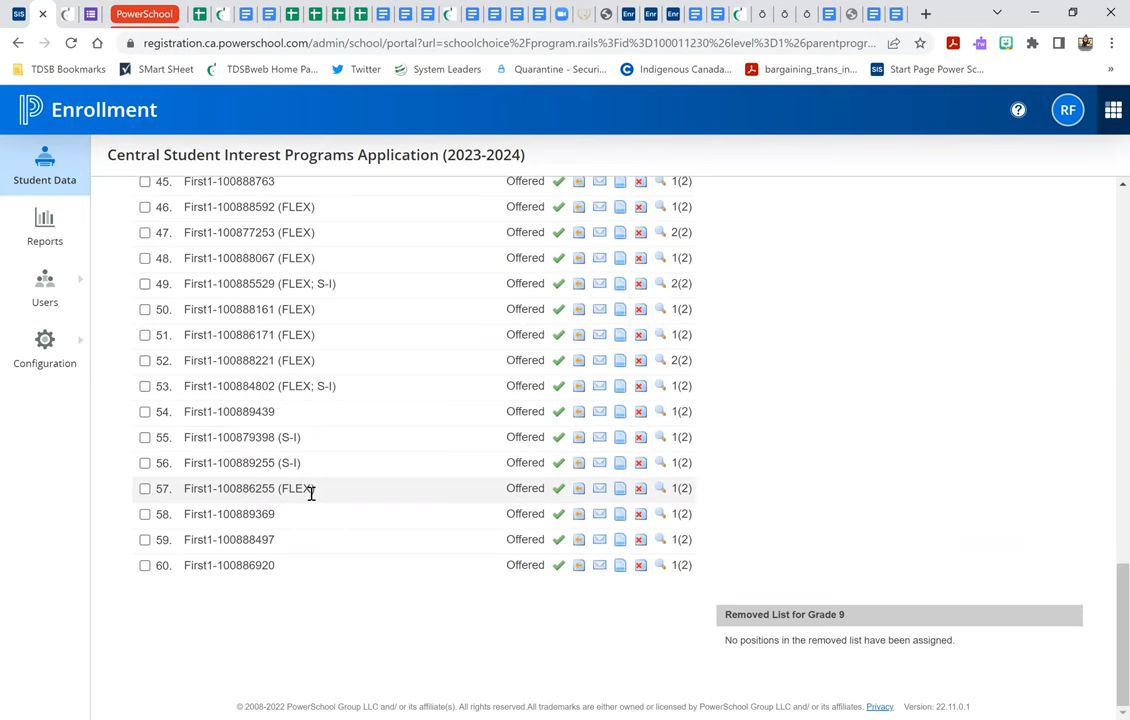 PowerSchool
registration.ca.powerschool.com/admin/school/portal?url=schoolchoice%2Fprogram.rails%3Fid%3D100011230%26level%3D1%26parentprogr...
TDSB Bookmarks SMart SHeet TDSBweb Home Pa... Twitter System Leaders Quarantine - Securi... Indigenous Canada... bargaining_trans_in... Start Page Power Sc... »
Enrollment RF
Central Student Interest Programs Application (2023-2024)
Student Data
Reports
Users
Configuration
45. First1-100888763 Offered 1(2)
46. First1-100888592 (FLEX) Offered 1(2)
47. First1-100877253 (FLEX) Offered 2(2)
48. First1-100888067 (FLEX) Offered 1(2)
49. First1-100885529 (FLEX; S-I) Offered 2(2)
50. First1-100888161 (FLEX) Offered 1(2)
51. First1-100886171 (FLEX) Offered 1(2)
52. First1-100888221 (FLEX) Offered 2(2)
53. First1-100884802 (FLEX; S-I) Offered 1(2)
54. First1-100889439 Offered 1(2)
55. First1-100879398 (S-I) Offered 1(2)
56. First1-100889255 (S-I) Offered 1(2)
57. First1-100886255 (FLEX) Offered 1(2)
58. First1-100889369 Offered 1(2)
59. First1-100888497 Offered 1(2)
60. First1-100886920 Offered 1(2)
Removed List for Grade 9
No positions in the removed list have been assigned.
© 2008-2022 PowerSchool Group LLC and/ or its affiliate(s). All rights reserved.All trademarks are either owned or licensed by PowerSchool Group LLC and/ or its affiliates. Privacy Version: 22.11.0.1